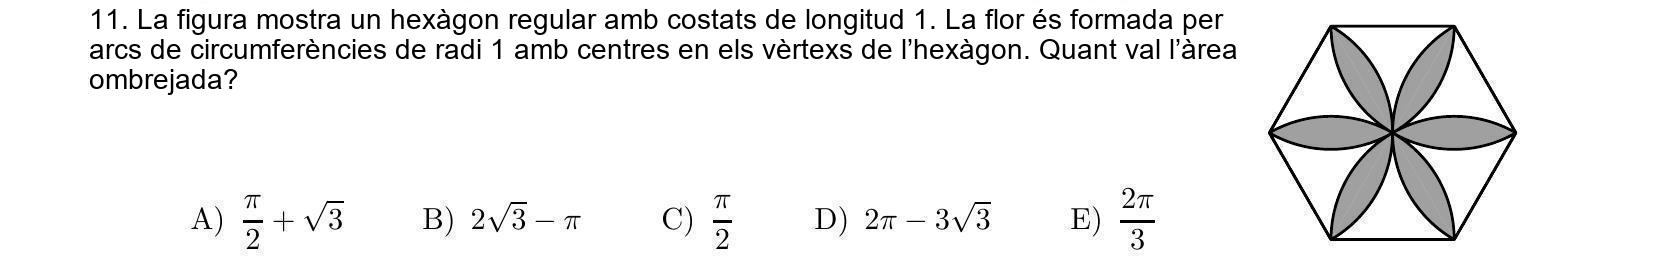 11. La figura mostra un hexàgon regular amb costats de longitud 1. La flor és formada per
arcs de circumferències de radi 1 amb centres en els vèrtexs de l'hexàgon. Quant val l'àrea
ombrejada?
A) π/2 + √3 B) 2√3 − π C) π/2 D) 2π − 3√3 E) 2π/3